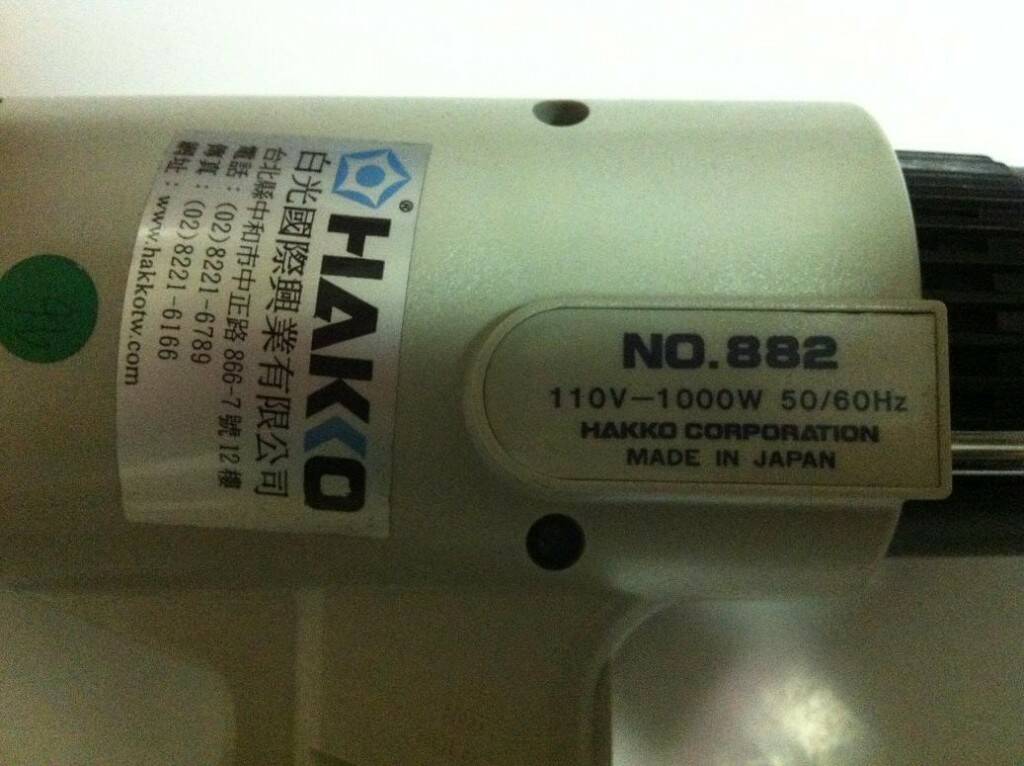 HAKKO®
白光國際興業有限公司
台北縣中和市中正路866-7號12樓
電話：(02)8221-6789
傳真：(02)8221-6166
網址：www.hakkotw.com
NO.882
110V-1000W 50/60Hz
HAKKO CORPORATION
MADE IN JAPAN